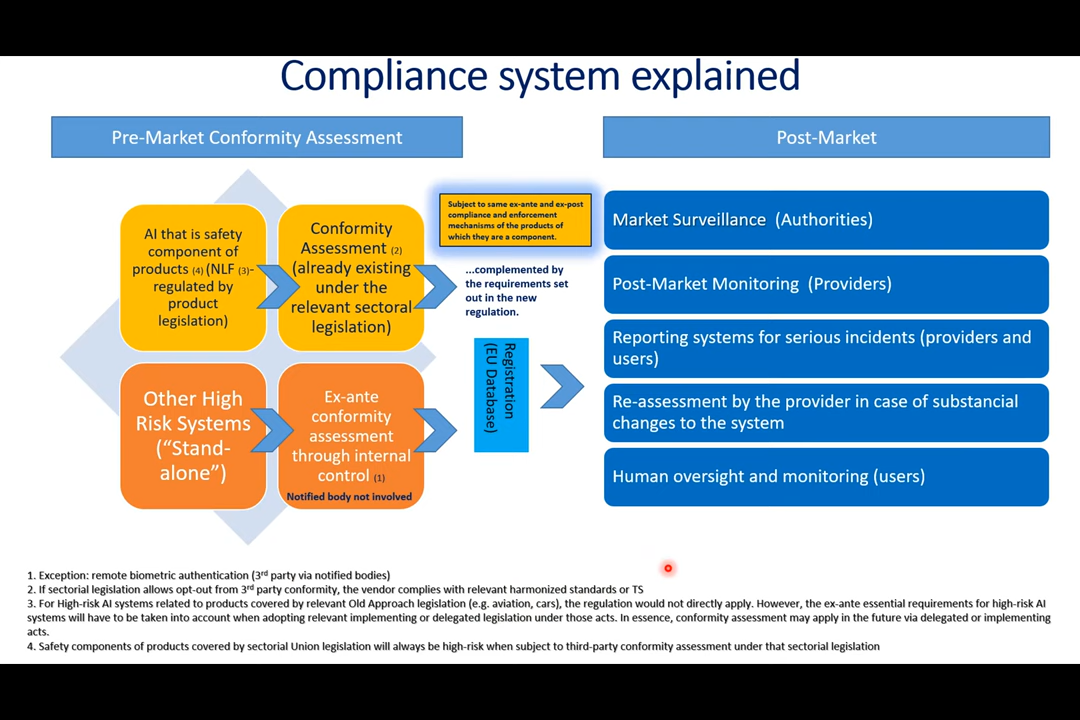 Compliance system explained
Pre-Market Conformity Assessment
Post-Market
AI that is safety
component of
products (4) (NLF (3)-
regulated by
product
legislation)
Conformity
Assessment (2)
(already existing
under the
relevant sectoral
legislation)
Subject to same ex-ante and ex-post
compliance and enforcement
mechanisms of the products of
which they are a component.
...complemented by
the requirements set
out in the new
regulation.
Other High
Risk Systems
(“Stand-
alone”)
Ex-ante
conformity
assessment
through internal
control (1)
Notified body not involved
Registration
(EU Database)
Market Surveillance (Authorities)
Post-Market Monitoring (Providers)
Reporting systems for serious incidents (providers and
users)
Re-assessment by the provider in case of substancial
changes to the system
Human oversight and monitoring (users)
1. Exception: remote biometric authentication (3rd party via notified bodies)
2. If sectorial legislation allows opt-out from 3rd party conformity, the vendor complies with relevant harmonized standards or TS
3. For High-risk AI systems related to products covered by relevant Old Approach legislation (e.g. aviation, cars), the regulation would not directly apply. However, the ex-ante essential requirements for high-risk AI
systems will have to be taken into account when adopting relevant implementing or delegated legislation under those acts. In essence, conformity assessment may apply in the future via delegated or implementing
acts.
4. Safety components of products covered by sectorial Union legislation will always be high-risk when subject to third-party conformity assessment under that sectorial legislation